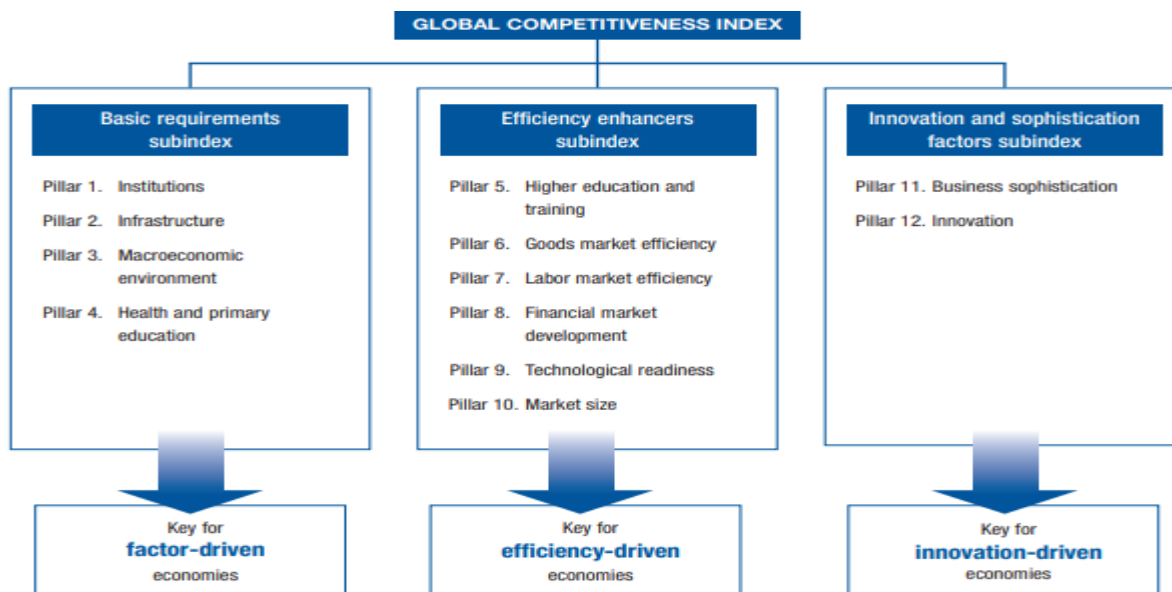 GLOBAL COMPETITIVENESS INDEX
Basic requirements
subindex
Pillar 1. Institutions
Pillar 2. Infrastructure
Pillar 3. Macroeconomic
environment
Pillar 4. Health and primary
education
Key for
factor-driven
economies
Efficiency enhancers
subindex
Pillar 5. Higher education and
training
Pillar 6. Goods market efficiency
Pillar 7. Labor market efficiency
Pillar 8. Financial market
development
Pillar 9. Technological readiness
Pillar 10. Market size
Key for
efficiency-driven
economies
Innovation and sophistication
factors subindex
Pillar 11. Business sophistication
Pillar 12. Innovation
Key for
innovation-driven
economies